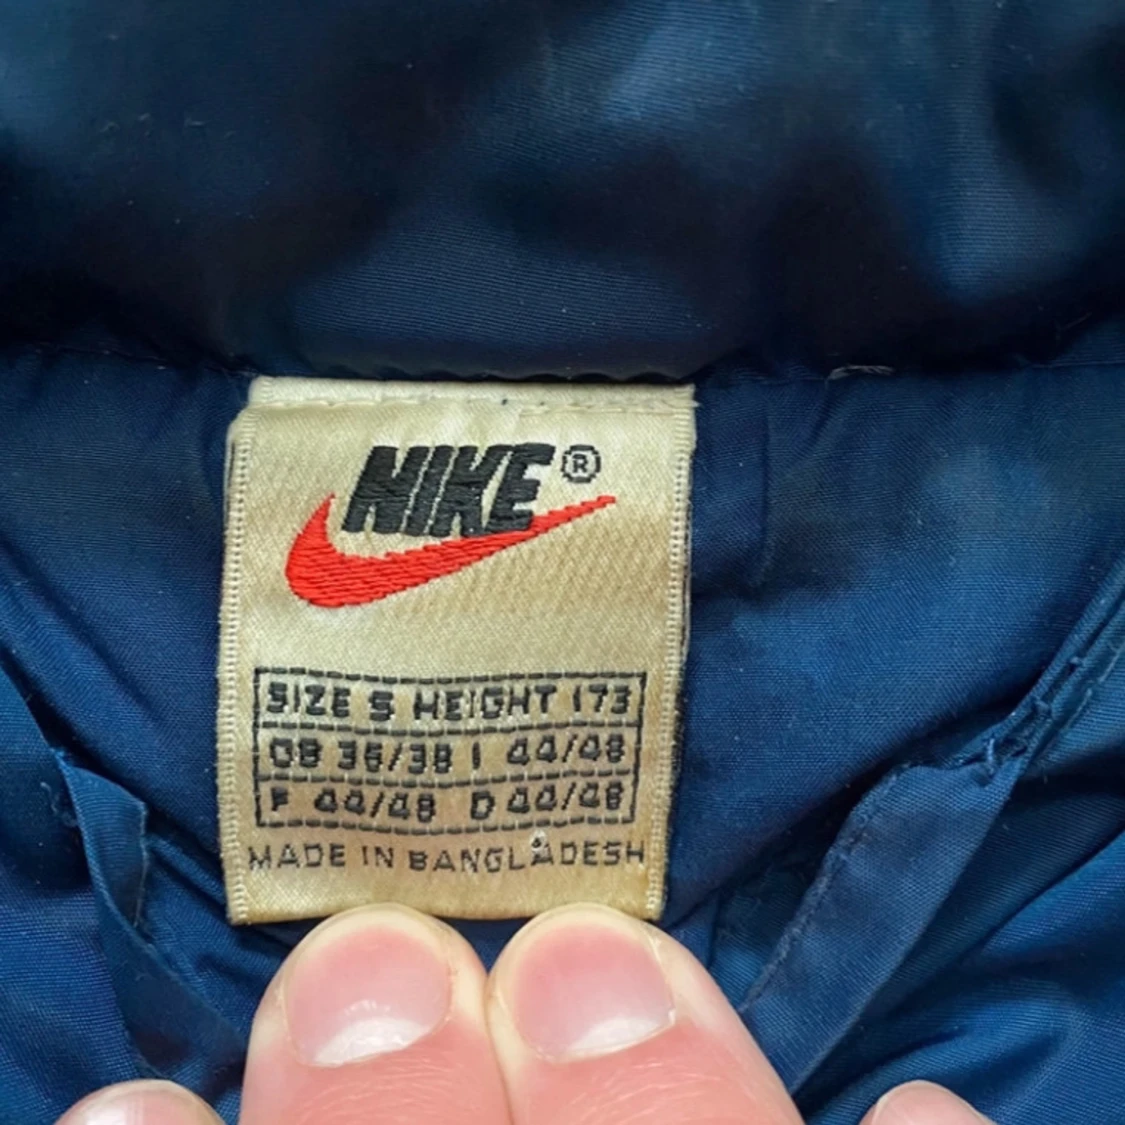 NIKE®
SIZE S HEIGHT 173
GB 36/38 I 44/48
F 44/48 D 44/48
MADE IN BANGLADESH